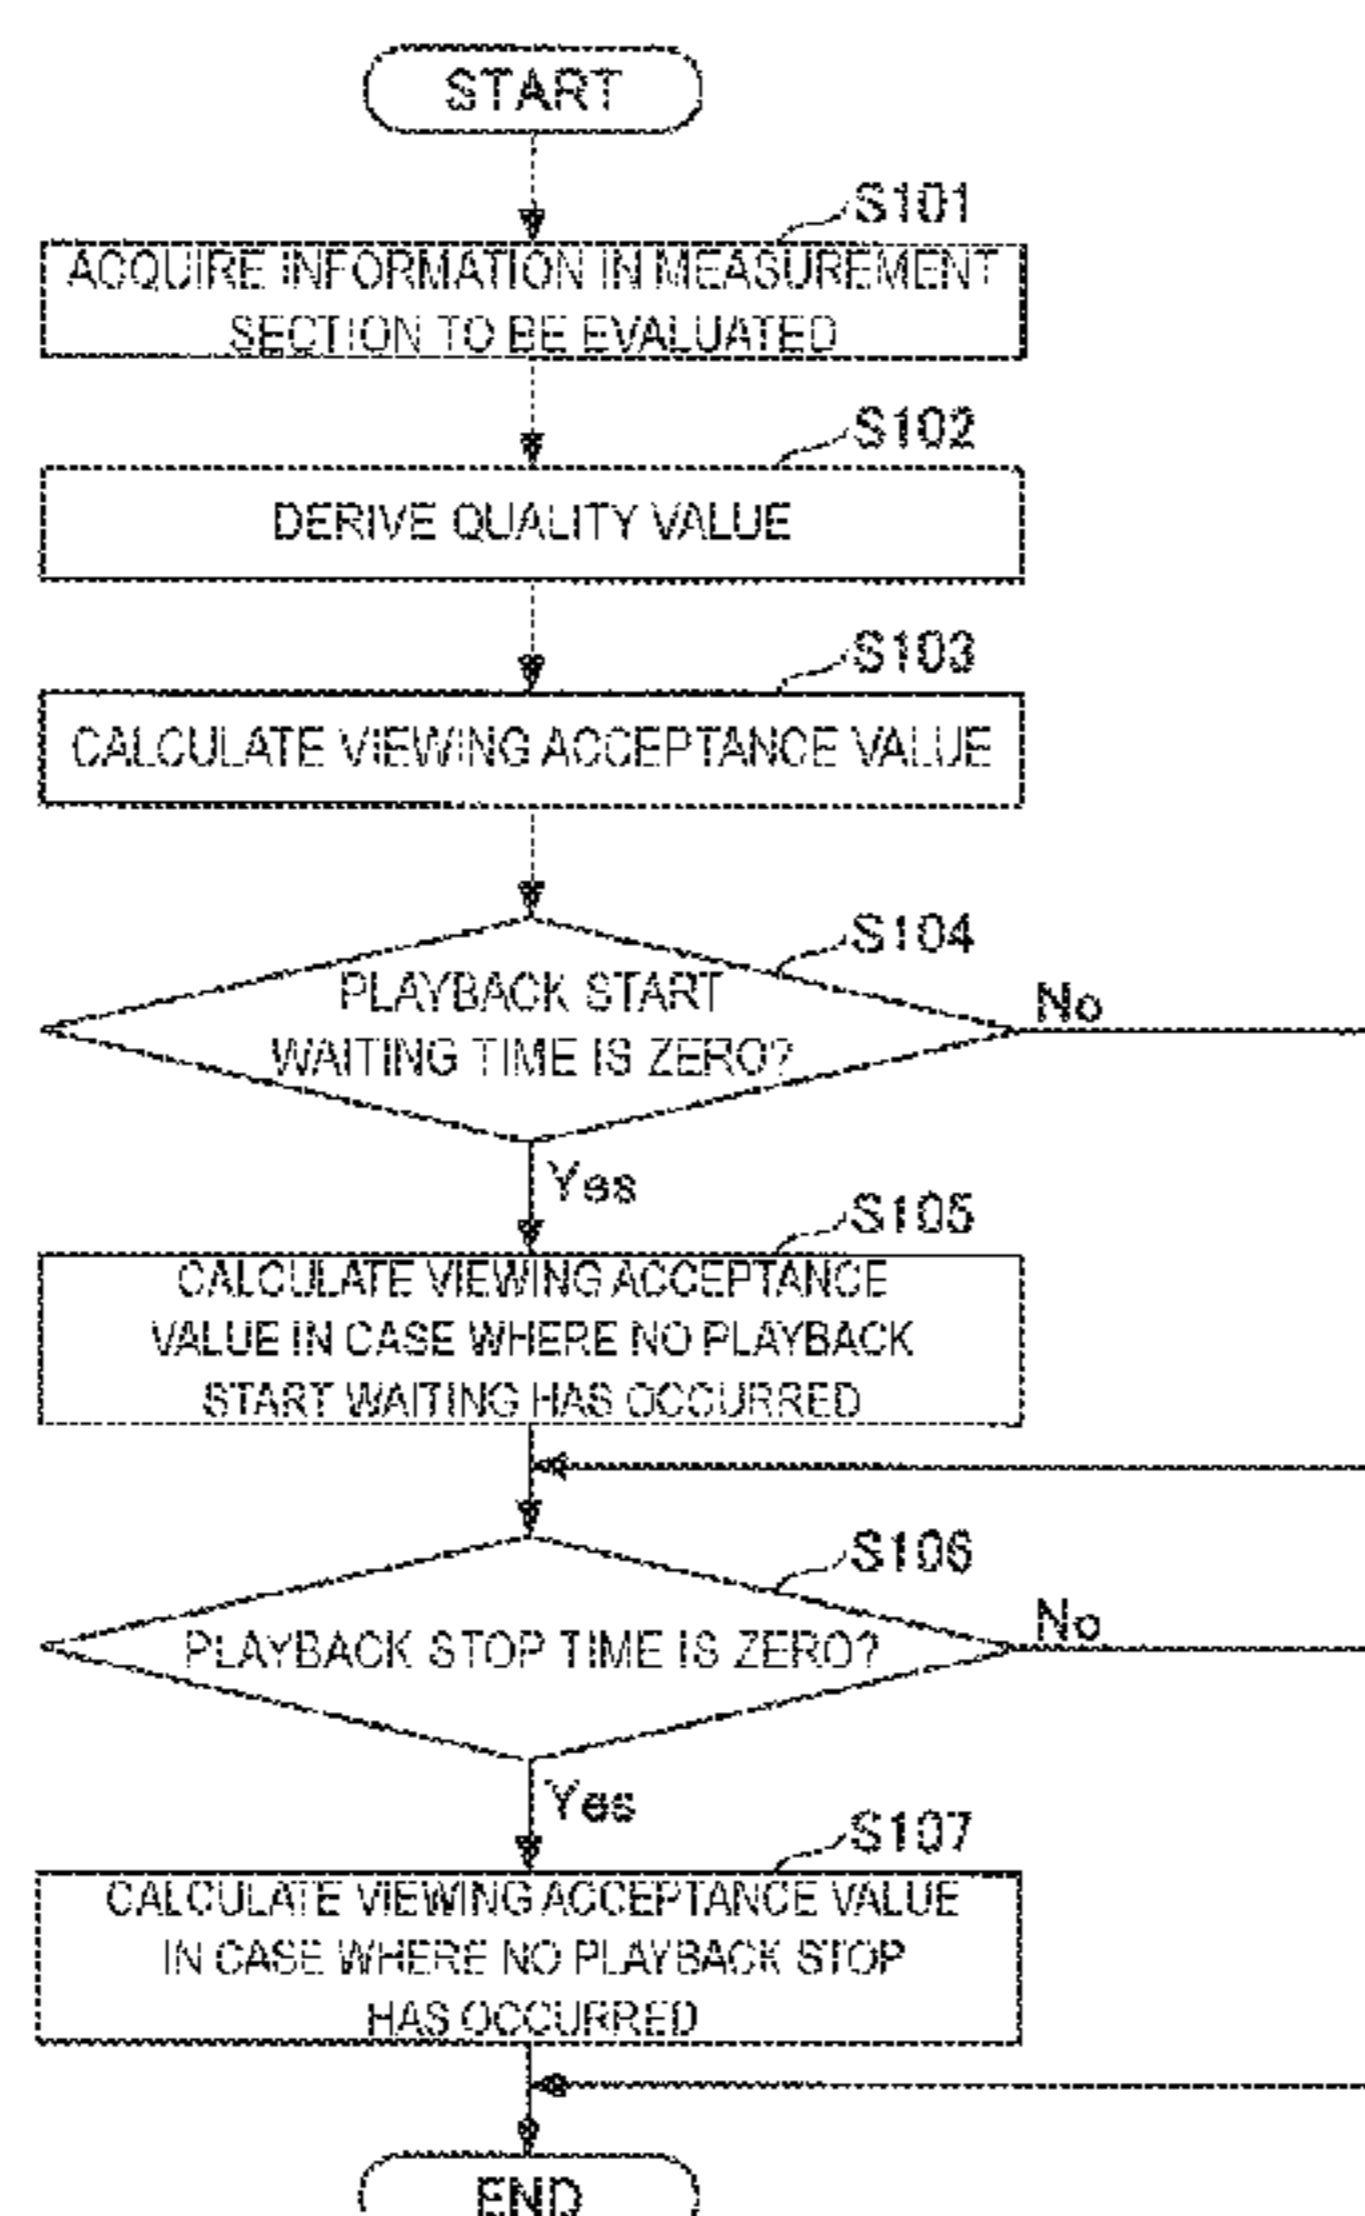 START
S101
ACQUIRE INFORMATION IN MEASUREMENT
SECTION TO BE EVALUATED
S102
DERIVE QUALITY VALUE
S103
CALCULATE VIEWING ACCEPTANCE VALUE
S104
PLAYBACK START
WAITING TIME IS ZERO?
No
Yes
S105
CALCULATE VIEWING ACCEPTANCE
VALUE IN CASE WHERE NO PLAYBACK
START WAITING HAS OCCURRED
S106
PLAYBACK STOP TIME IS ZERO?
No
Yes
S107
CALCULATE VIEWING ACCEPTANCE VALUE
IN CASE WHERE NO PLAYBACK STOP
HAS OCCURRED
END